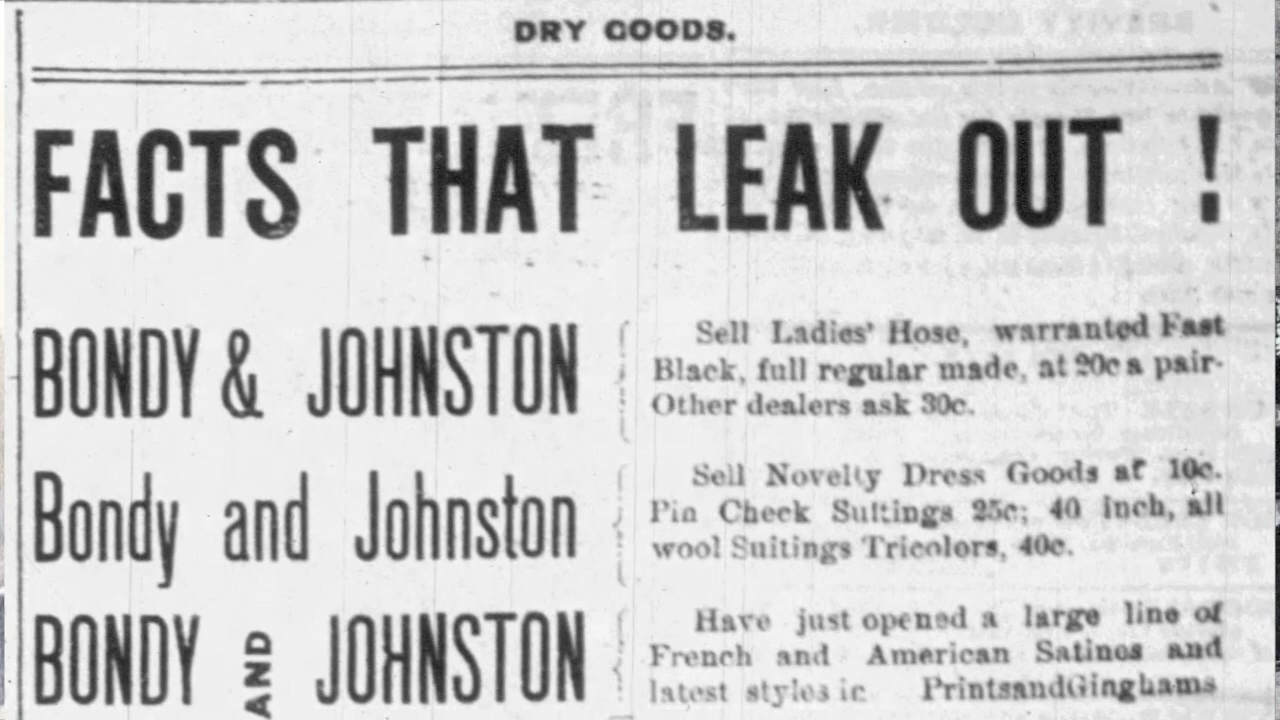 DRY GOODS.
FACTS THAT LEAK OUT !
BONDY & JOHNSTON
Sell Ladies' Hose, warranted Fast
Black, full regular made, at 20c a pair-
Other dealers ask 30c.
Bondy and Johnston
Sell Novelty Dress Goods at 10c.
Pin Check Suitings 25c; 40 inch, all
wool Suitings Tricolors, 40c.
BONDY AND JOHNSTON
Have just opened a large line of
French and American Satines and
latest styles in PrintsandGinghams